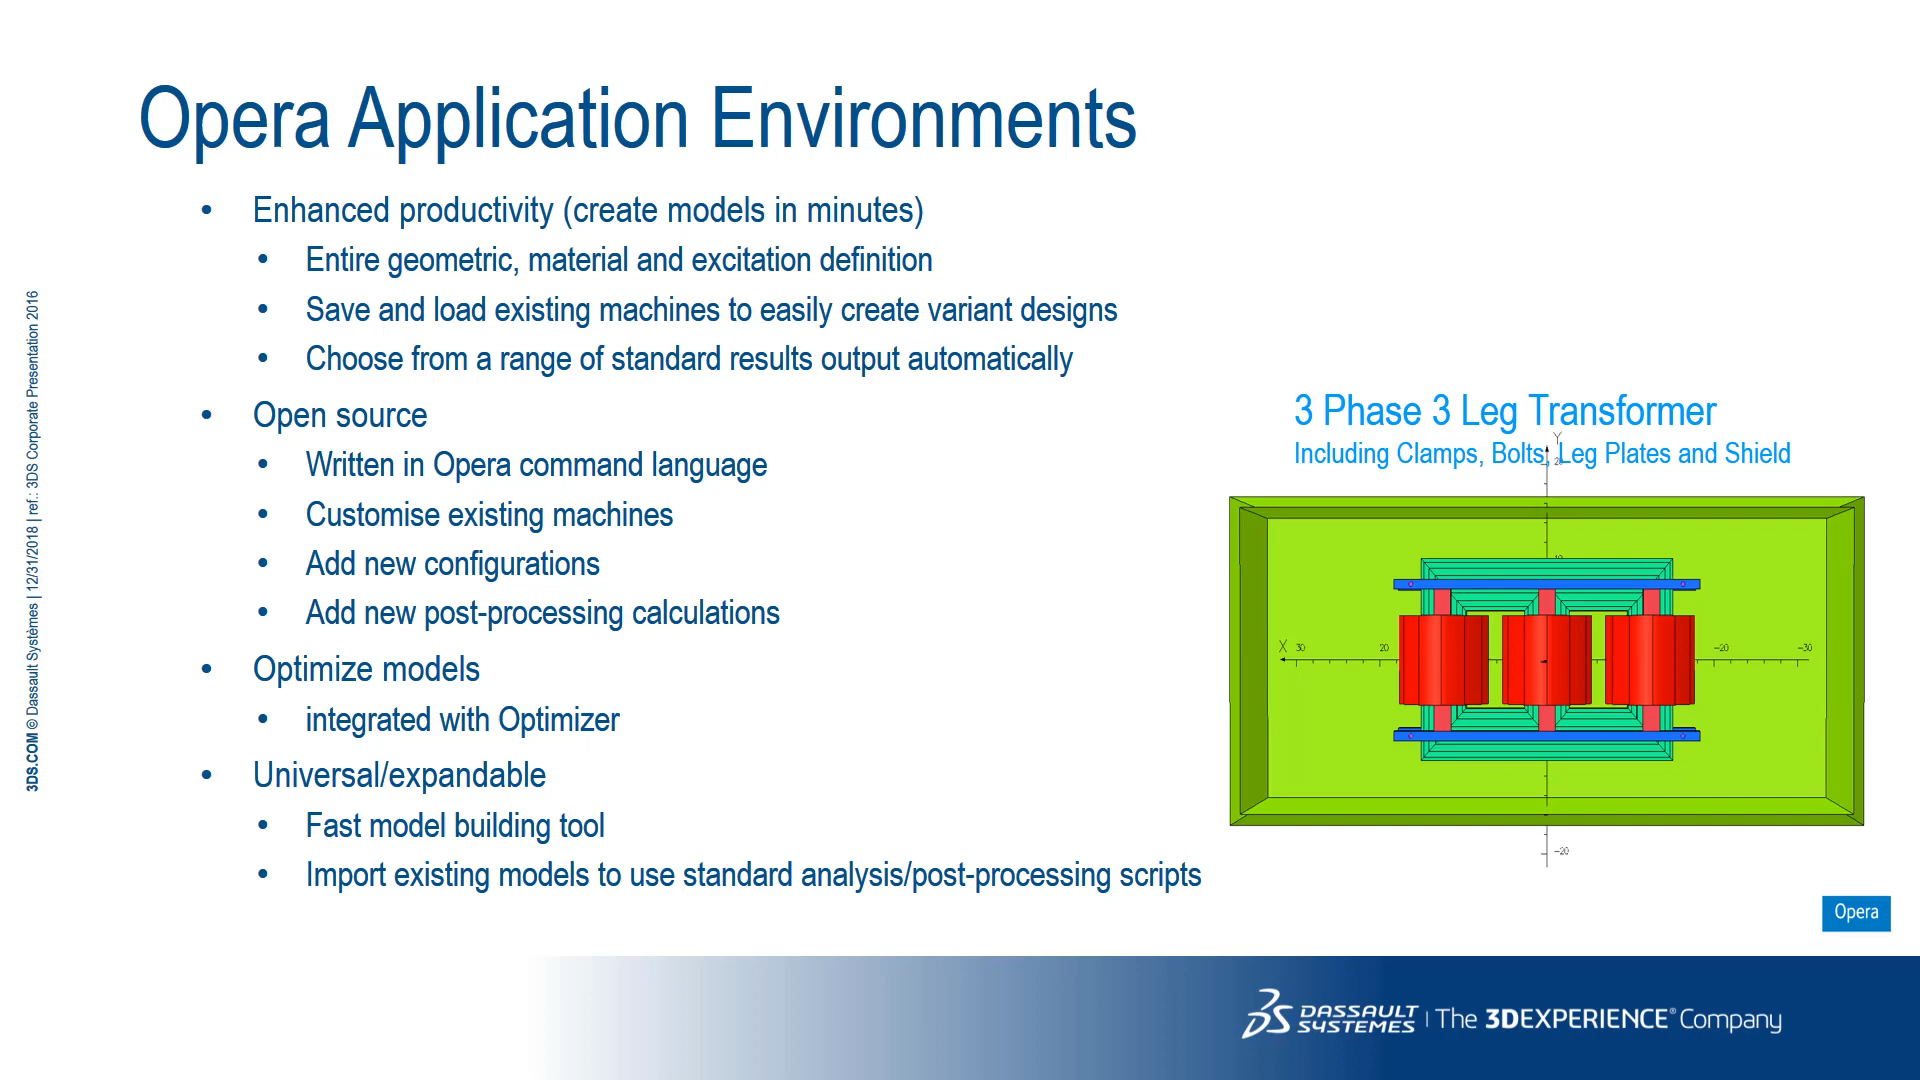 Opera Application Environments
• Enhanced productivity (create models in minutes)
• Entire geometric, material and excitation definition
• Save and load existing machines to easily create variant designs
• Choose from a range of standard results output automatically
• Open source
• Written in Opera command language
• Customise existing machines
• Add new configurations
• Add new post-processing calculations
• Optimize models
• integrated with Optimizer
• Universal/expandable
• Fast model building tool
• Import existing models to use standard analysis/post-processing scripts
3DS.COM © Dassault Systèmes | 12/31/2018 | ref.: 3DS Corporate Presentation 2016
3 Phase 3 Leg Transformer
Including Clamps, Bolts, Leg Plates and Shield
Y
20
10
X 30 20 -20 -30
-20
Opera
3DS DASSAULT SYSTEMES | The 3DEXPERIENCE® Company